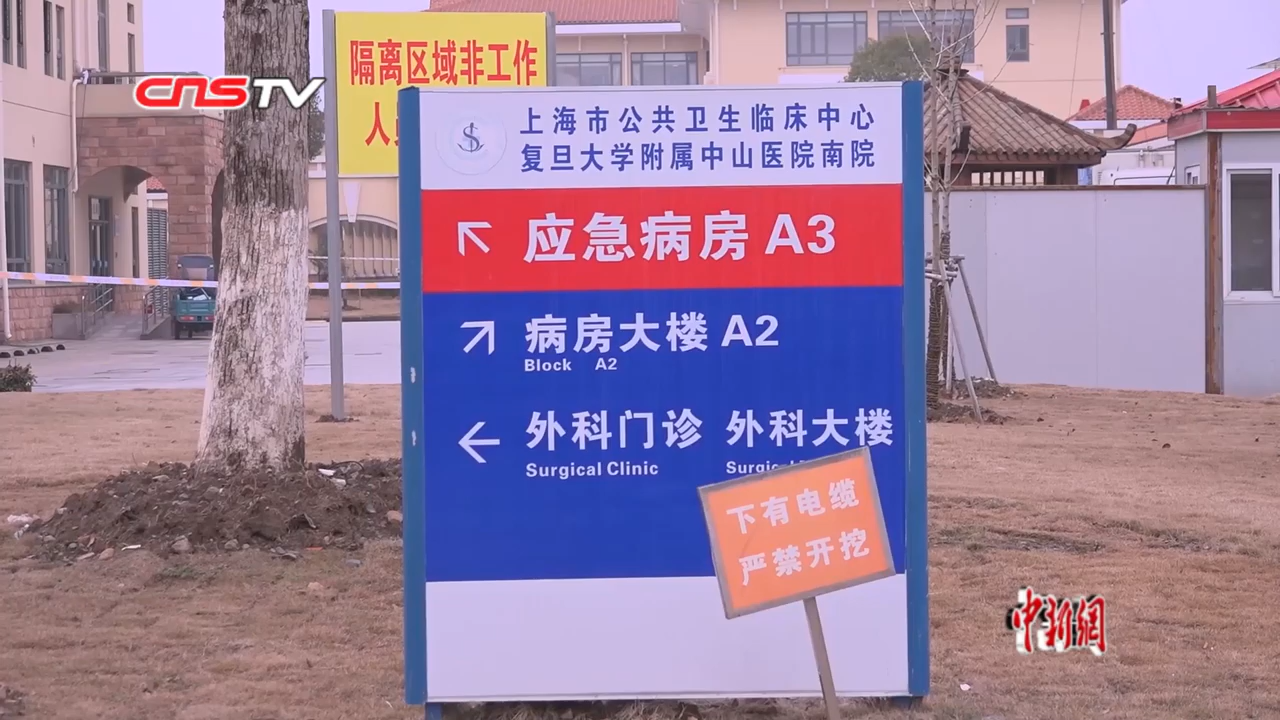 隔离区域非工作
CNSTV
上海市公共卫生临床中心
复旦大学附属中山医院南院
应急病房 A3
病房大楼 A2
Block A2
外科门诊 外科大楼
Surgical Clinic
下有电缆
严禁开挖
中新網